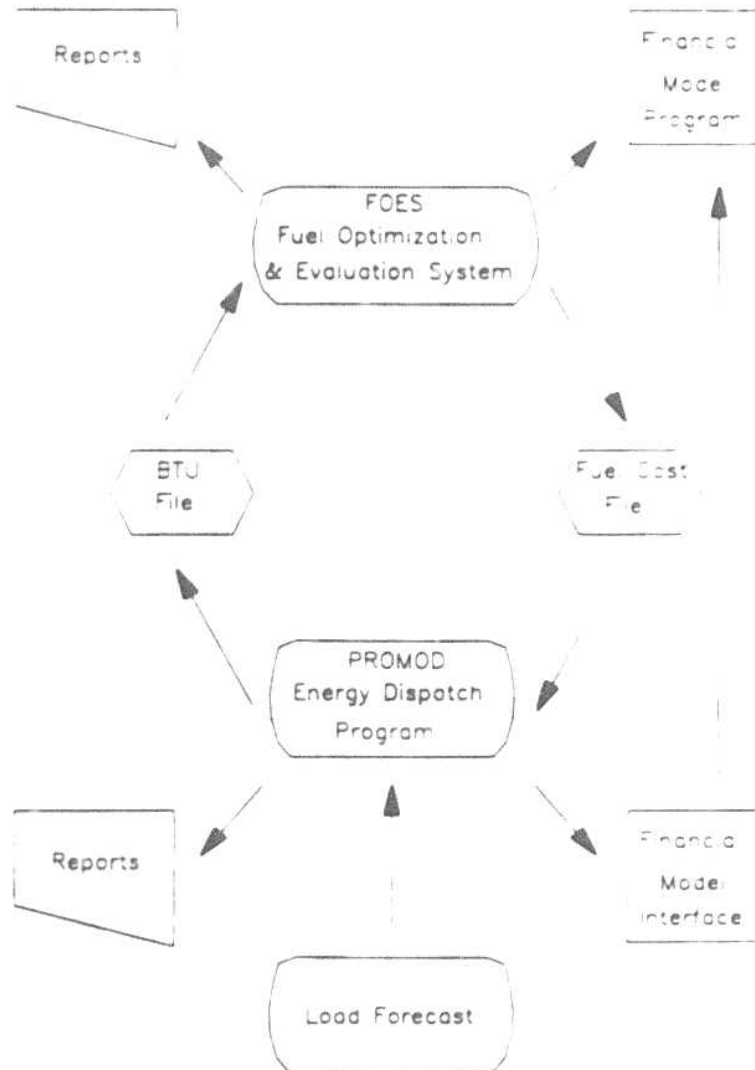 Reports
Financial
Model
Program
FOES
Fuel Optimization
& Evaluation System
BTU
File
Fuel Cost
File
PROMOD
Energy Dispatch
Program
Reports
Financial
Model
Interface
Load Forecast